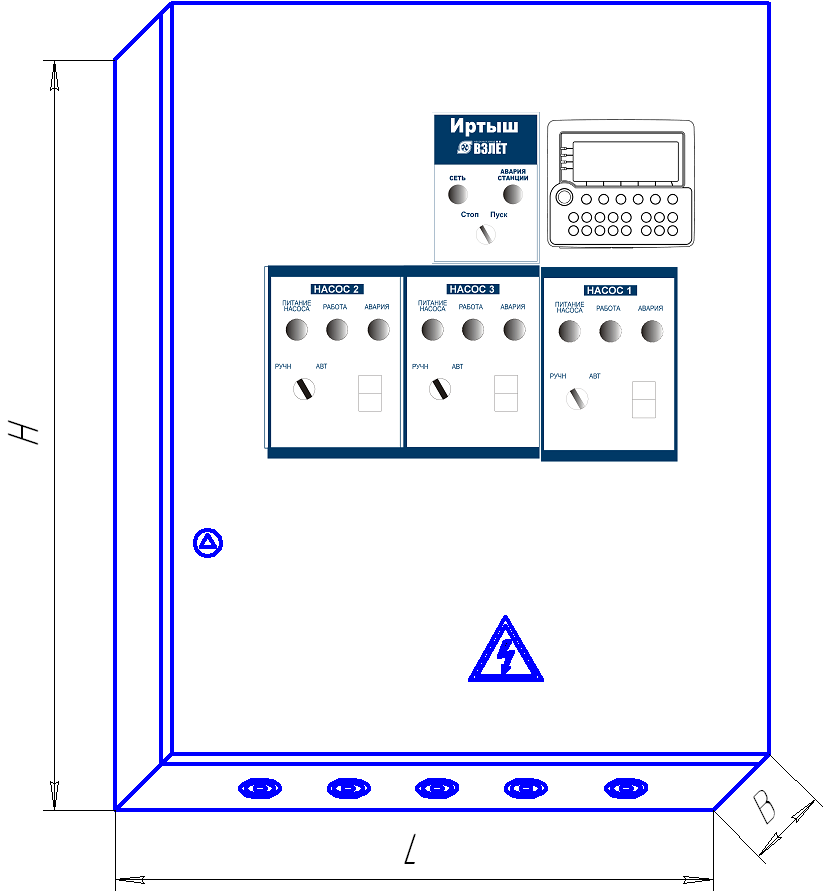 Иртыш
ВЗЛЁТ
СЕТЬ
АВАРИЯ
СТАНЦИИ
Стоп Пуск
НАСОС 2
ПИТАНИЕ
НАСОСА
РАБОТА
АВАРИЯ
РУЧН АВТ
НАСОС 3
ПИТАНИЕ
НАСОСА
РАБОТА
АВАРИЯ
РУЧН АВТ
НАСОС 1
ПИТАНИЕ
НАСОСА
РАБОТА
АВАРИЯ
РУЧН АВТ
H
B
L